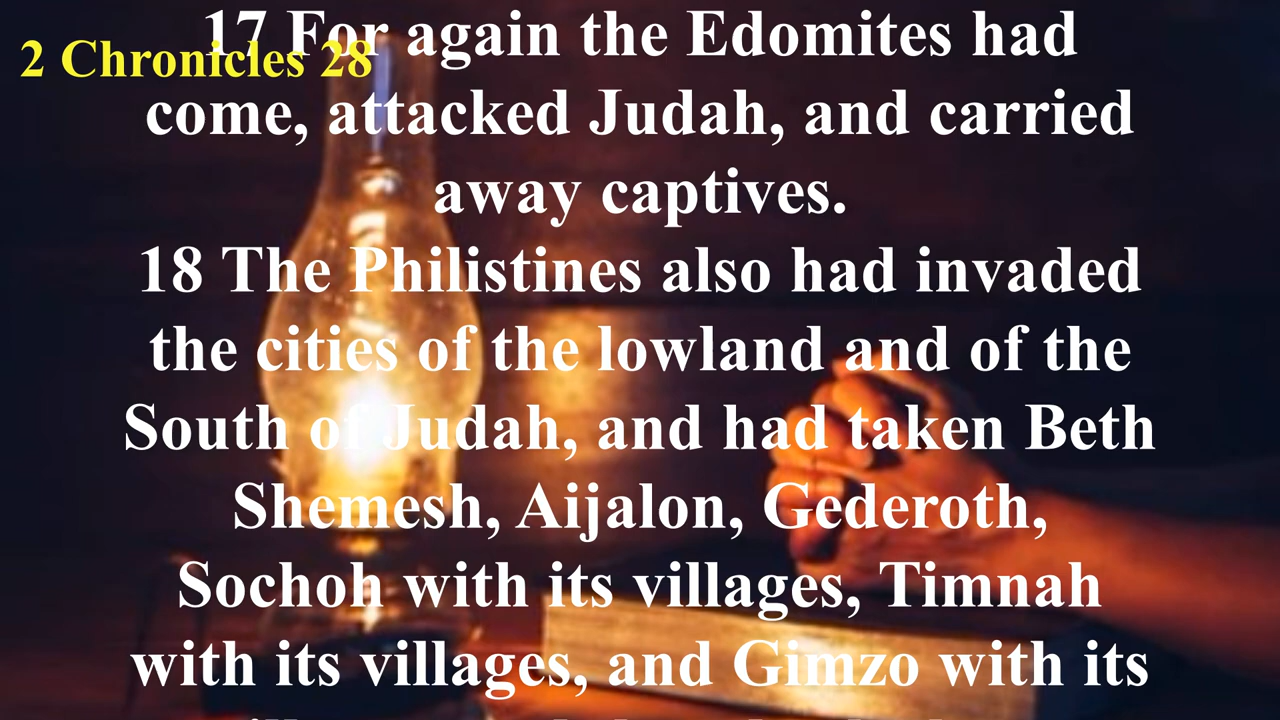 2 Chronicles 28
17 For again the Edomites had
come, attacked Judah, and carried
away captives.
18 The Philistines also had invaded
the cities of the lowland and of the
South of Judah, and had taken Beth
Shemesh, Aijalon, Gederoth,
Sochoh with its villages, Timnah
with its villages, and Gimzo with its